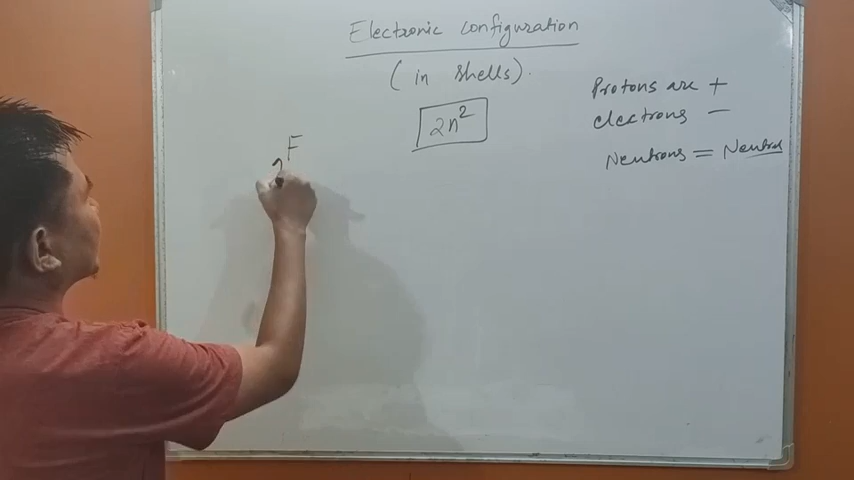 Electronic configuration
(in shells).
2n²
Protons are +
electrons −
Neutrons = Neutral
F